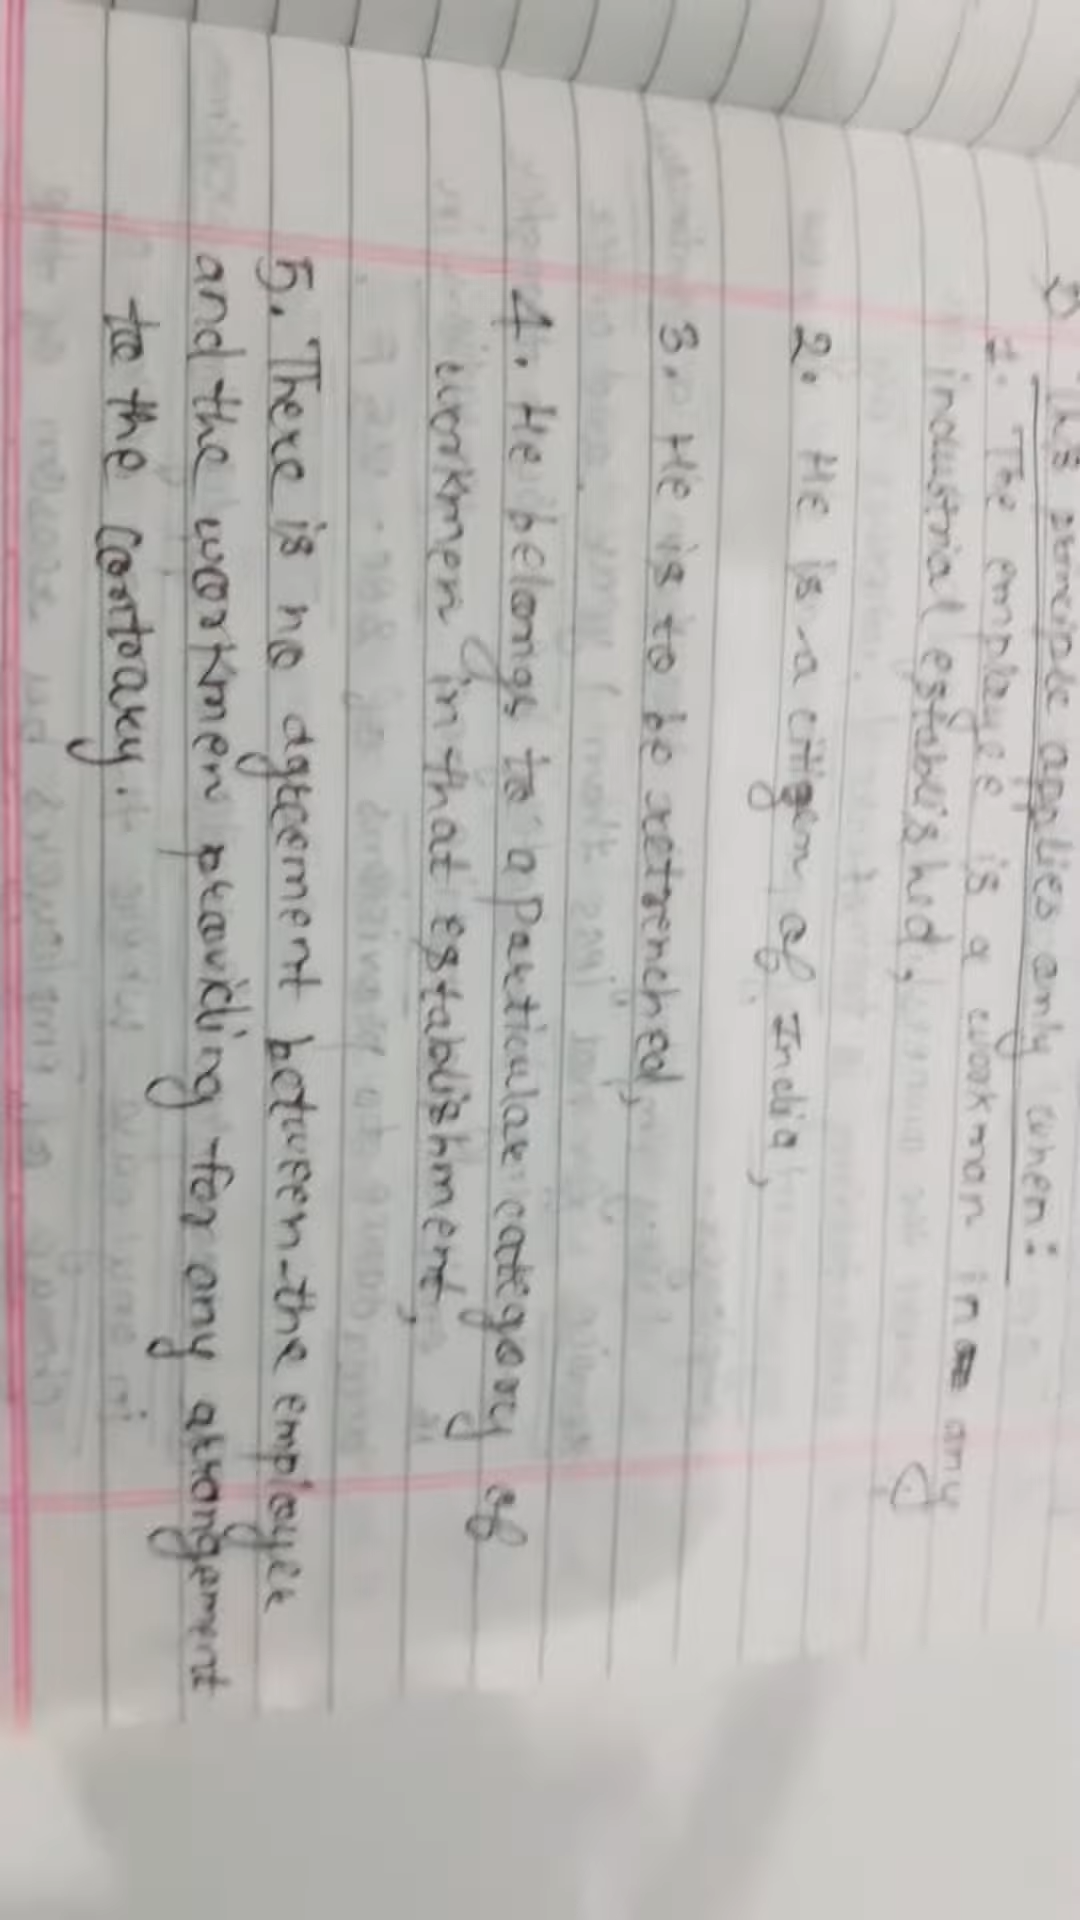 This principle applies only when:
1. The employee is a workman in any
industrial established,
2. He is a citizen of India,
3. He is to be retrenched,
4. He belongs to a particular category of
workmen in that establishment,
5. There is no agreement between the employer
and the workmen providing for any arrangement
to the contrary.